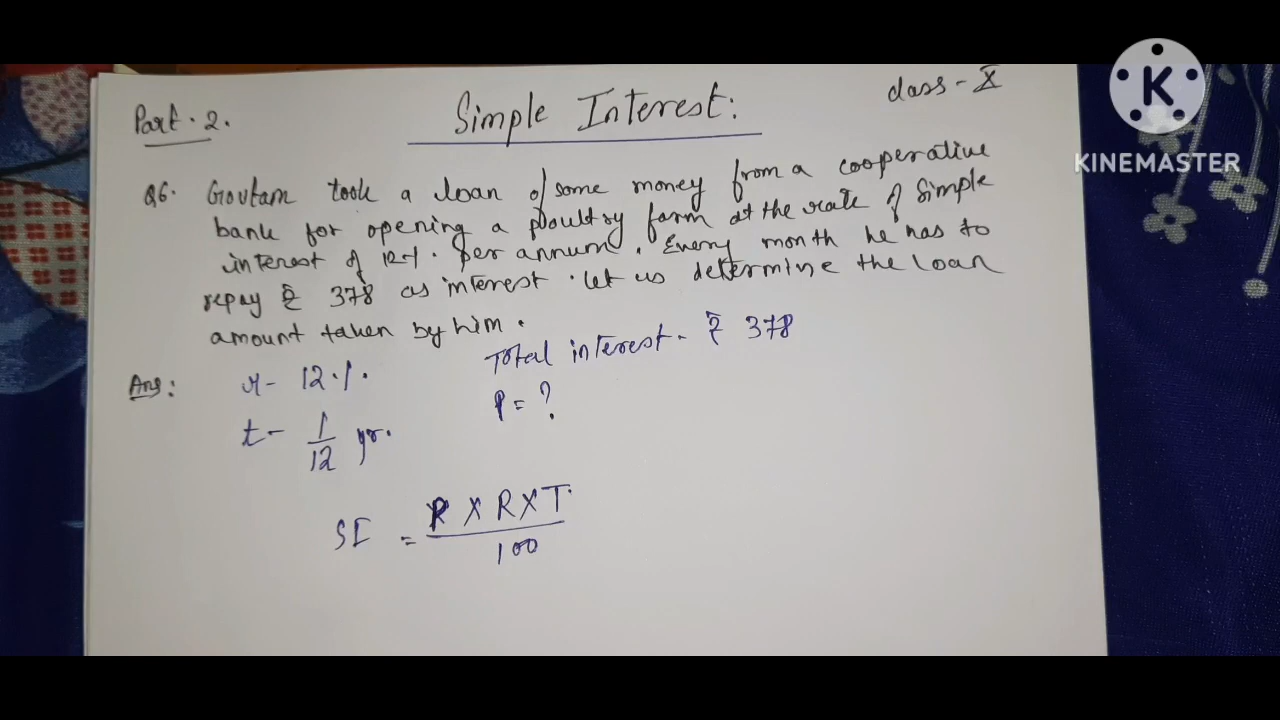 Part. 2.
Simple Interest:
class - X
KINEMASTER
Q6. Goutam took a loan of some money from a cooperative
bank for opening a poultry farm at the rate of Simple
interest of 12%. per annum. Every month he has to
repay ₹ 378 as interest. Let us determine the loan
amount taken by him.
Ans:
r - 12%.
Total interest - ₹ 378
t - 1/12 yr.
P = ?
SI = P X R X T / 100